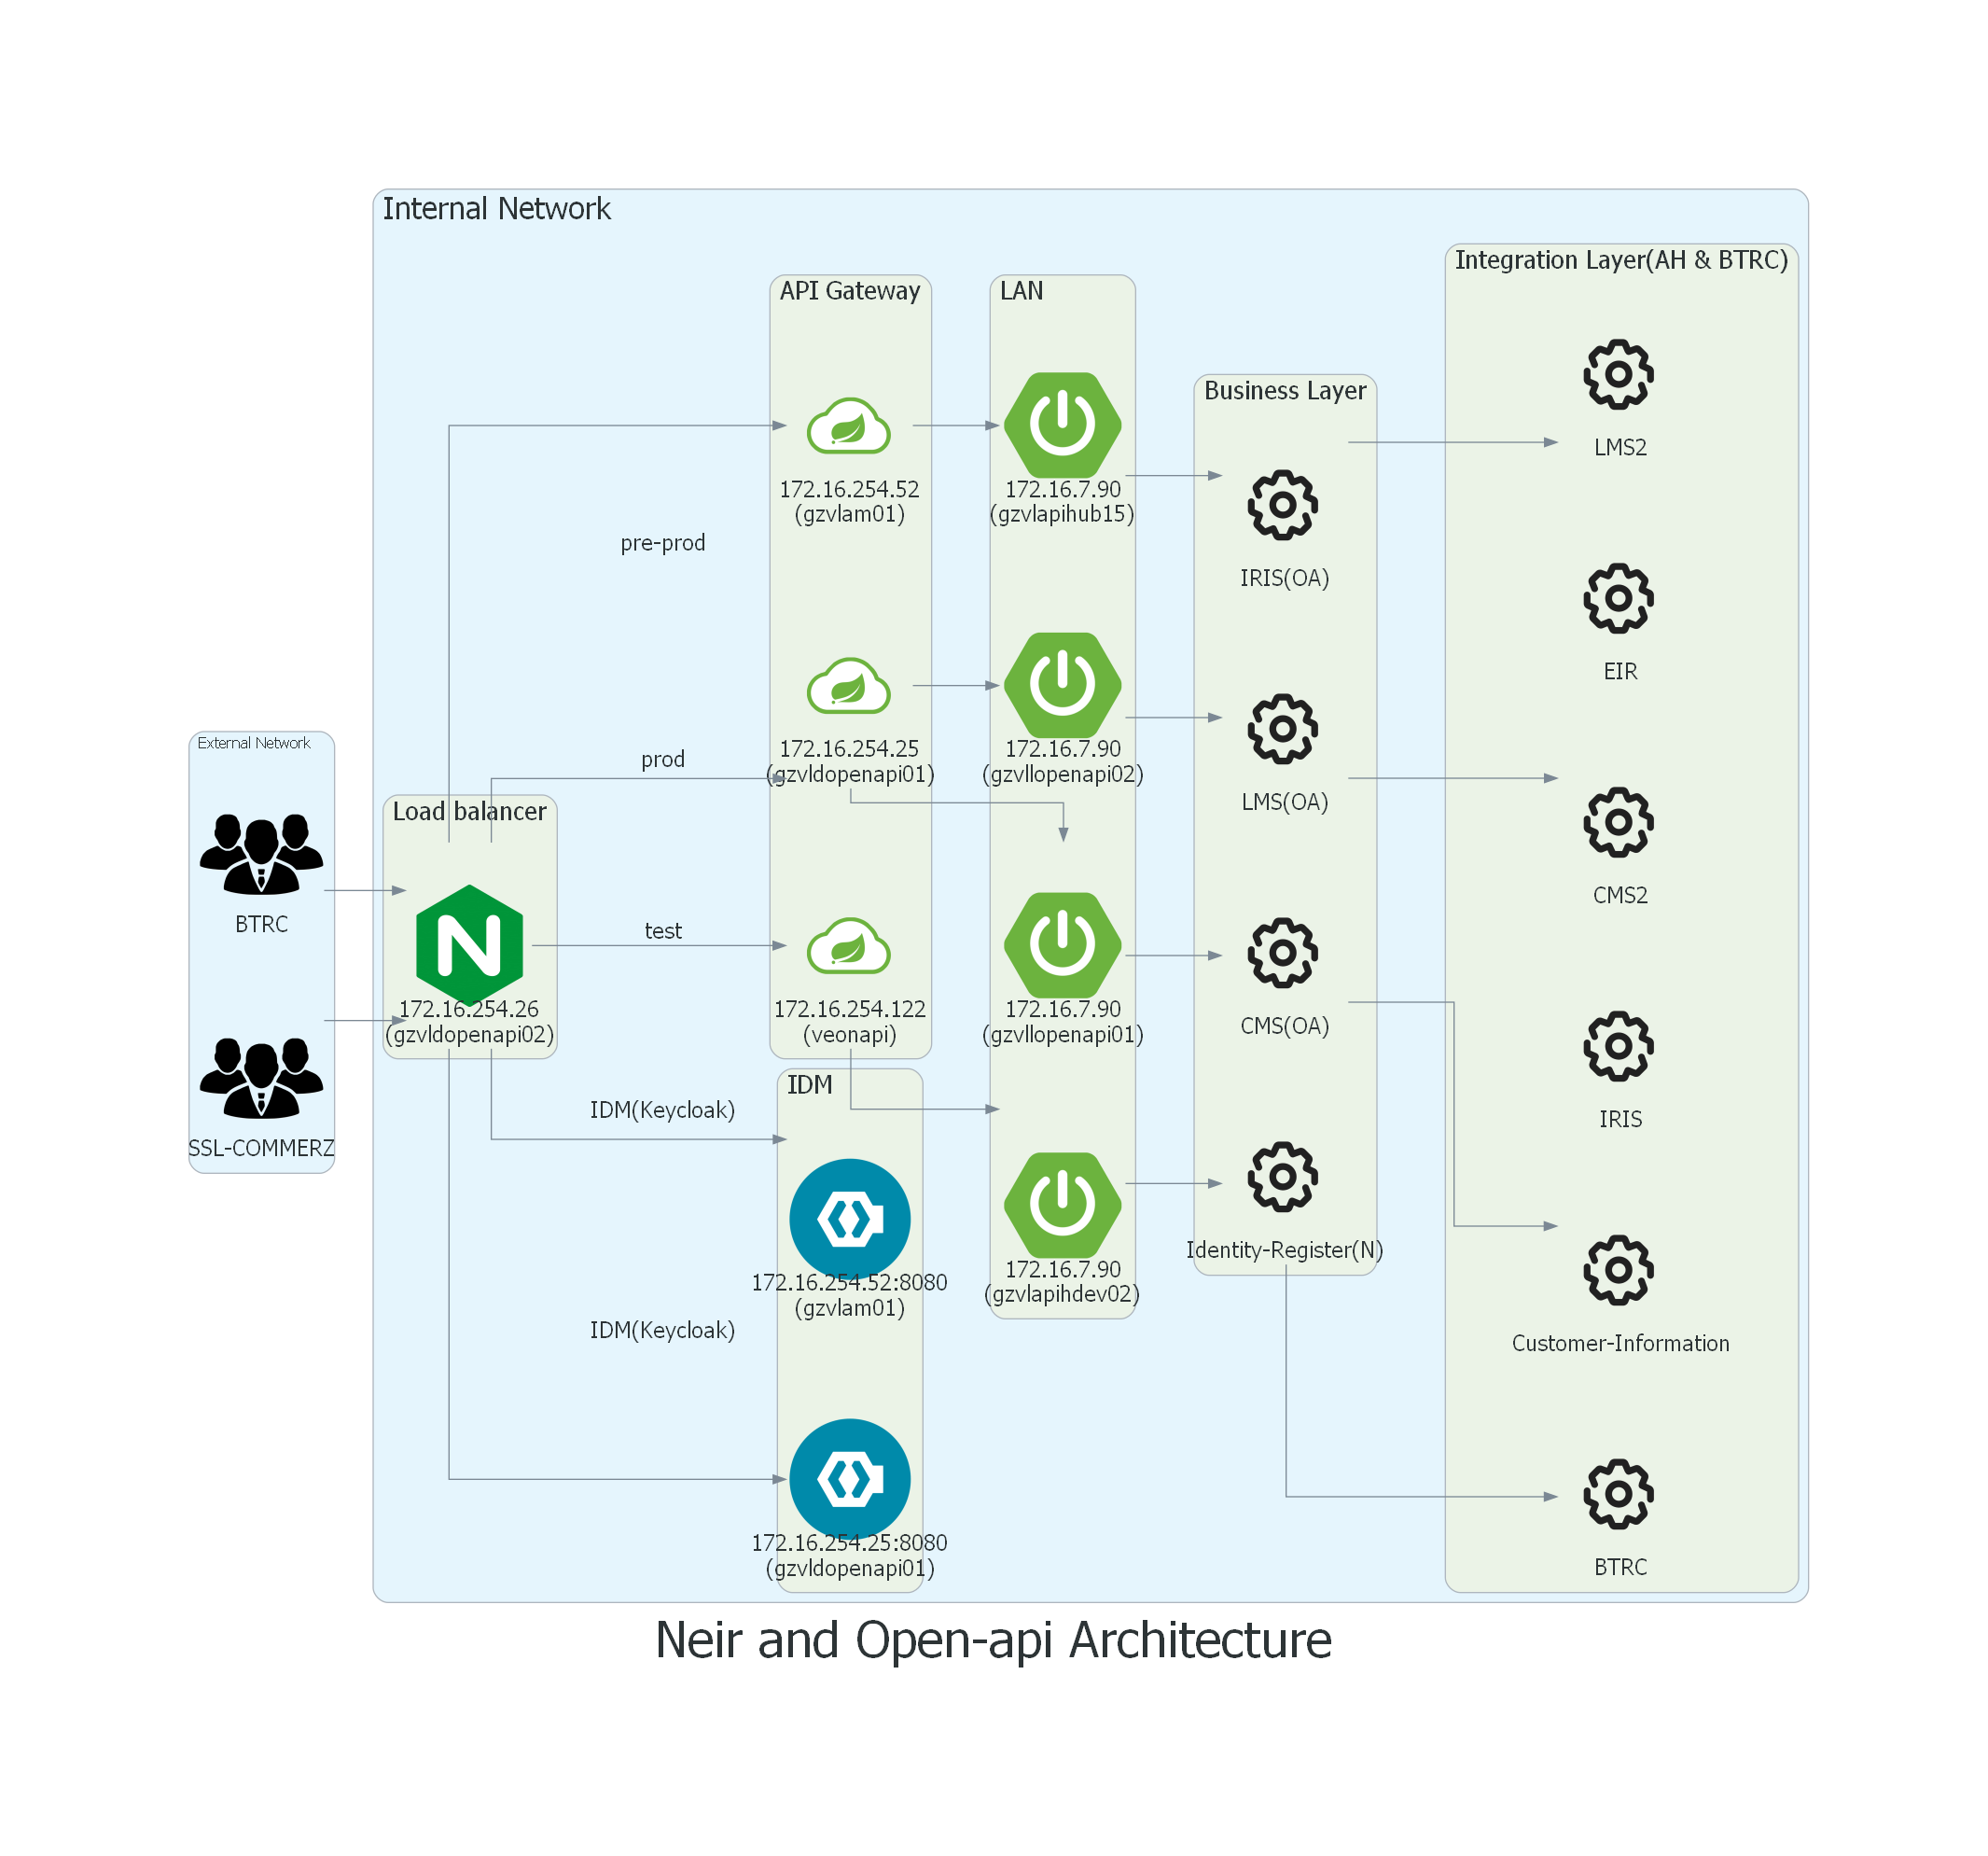 Internal Network
Integration Layer(AH & BTRC)
API Gateway
LAN
LMS2
Business Layer
172.16.254.52
(gzvlam01)
172.16.7.90
(gzvlapihub15)
pre-prod
IRIS(OA)
EIR
External Network
prod
172.16.254.25
(gzvldopenapi01)
172.16.7.90
(gzvllopenapi02)
LMS(OA)
Load balancer
CMS2
BTRC
test
172.16.254.26
(gzvldopenapi02)
172.16.254.122
(veonapi)
172.16.7.90
(gzvllopenapi01)
CMS(OA)
IDM
IDM(Keycloak)
IRIS
SSL-COMMERZ
172.16.254.52:8080
(gzvlam01)
172.16.7.90
(gzvlapihdev02)
Identity-Register(N)
IDM(Keycloak)
Customer-Information
172.16.254.25:8080
(gzvldopenapi01)
BTRC
Neir and Open-api Architecture